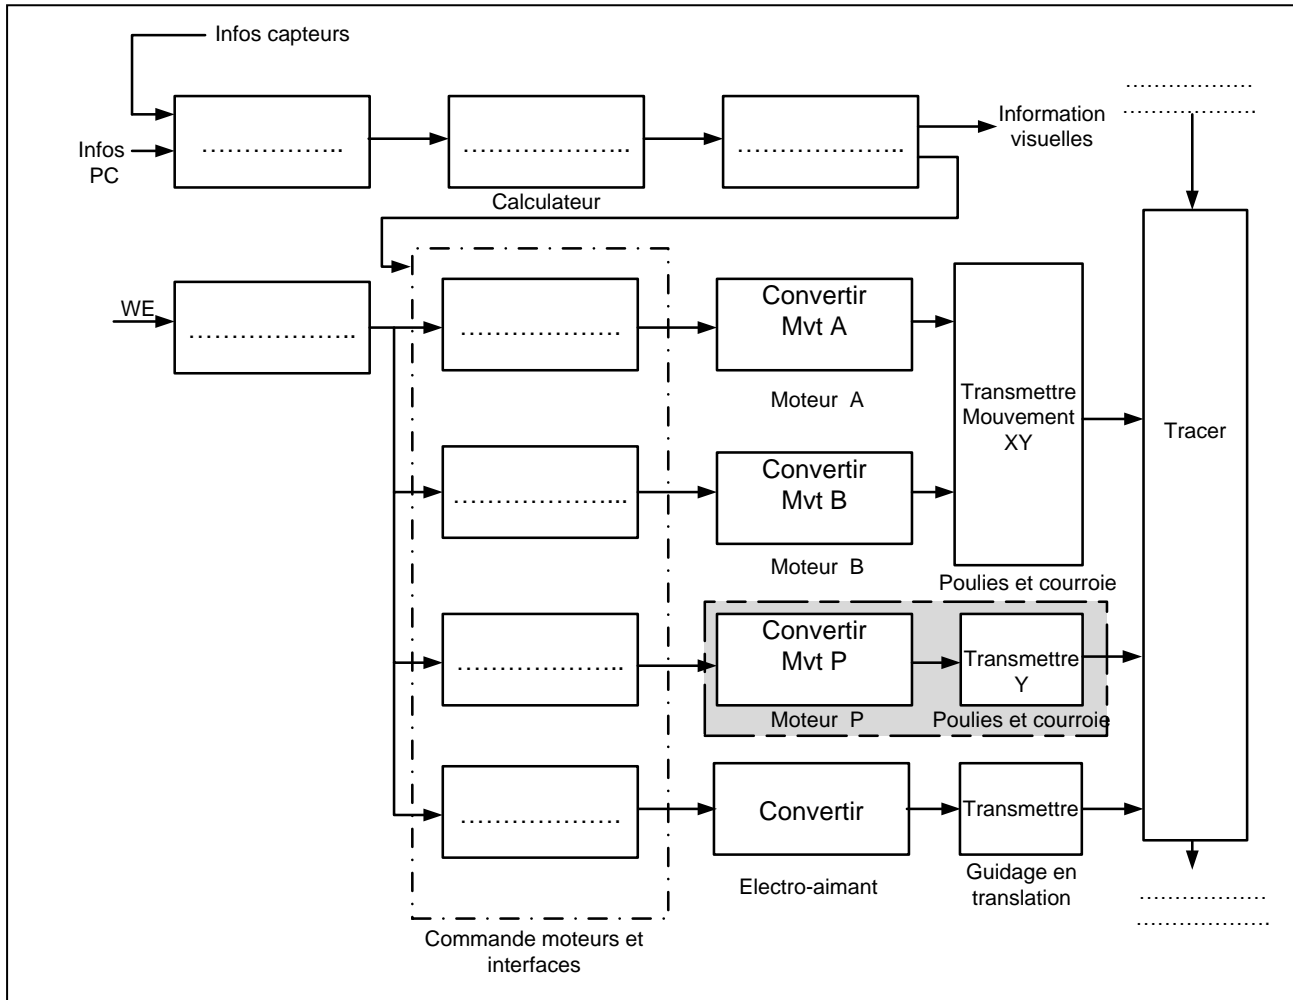 Infos capteurs
Infos
PC
……………..
………………..
………………..
Calculateur
Information
visuelles
………………
………………
WE
………………..
……………….
Convertir
Mvt A
Moteur A
Transmettre
Mouvement
XY
Tracer
………………...
Convertir
Mvt B
Moteur B
Poulies et courroie
………………..
Convertir
Mvt P
Moteur P
Transmettre
Y
Poulies et courroie
……………….
Convertir
Electro-aimant
Transmettre
Guidage en
translation
………………
………………
Commande moteurs et
interfaces